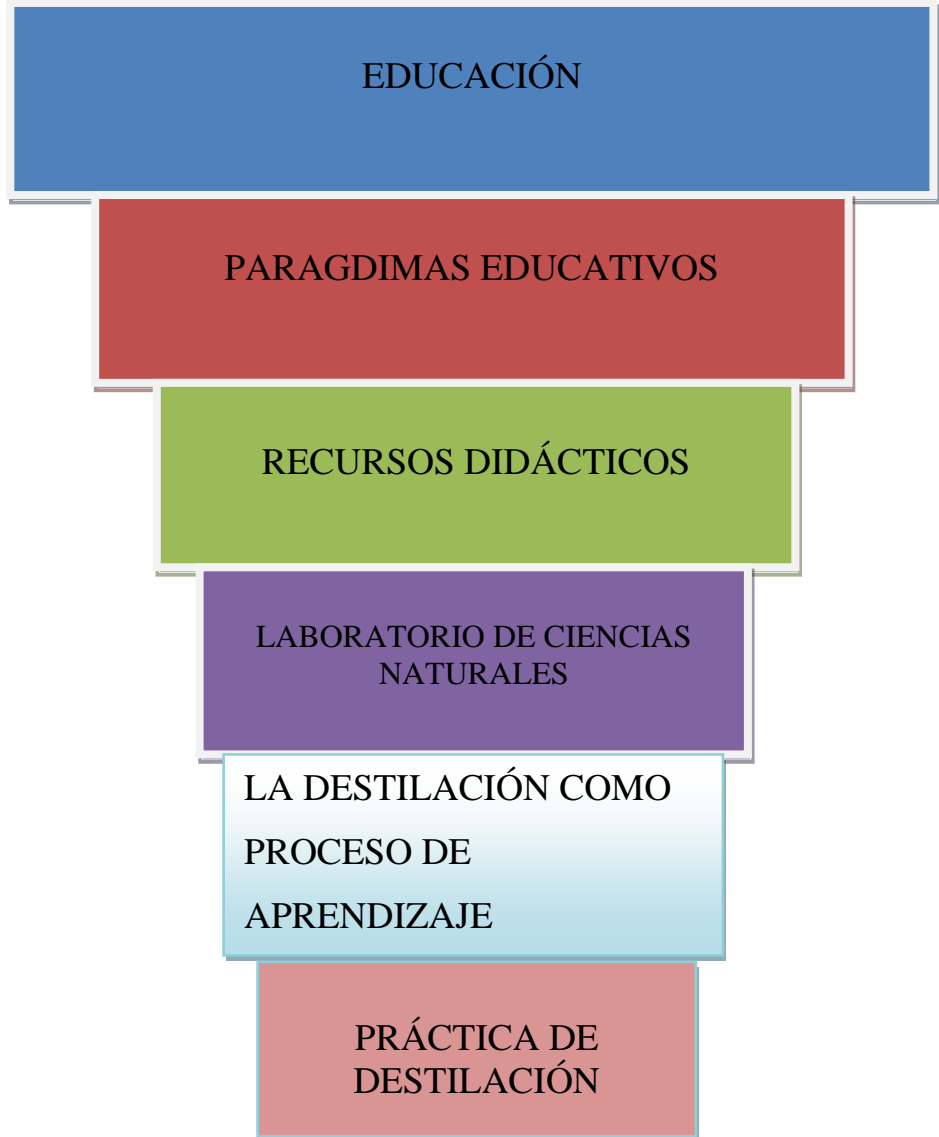 EDUCACIÓN
PARAGDIMAS EDUCATIVOS
RECURSOS DIDÁCTICOS
LABORATORIO DE CIENCIAS
NATURALES
LA DESTILACIÓN COMO
PROCESO DE
APRENDIZAJE
PRÁCTICA DE
DESTILACIÓN